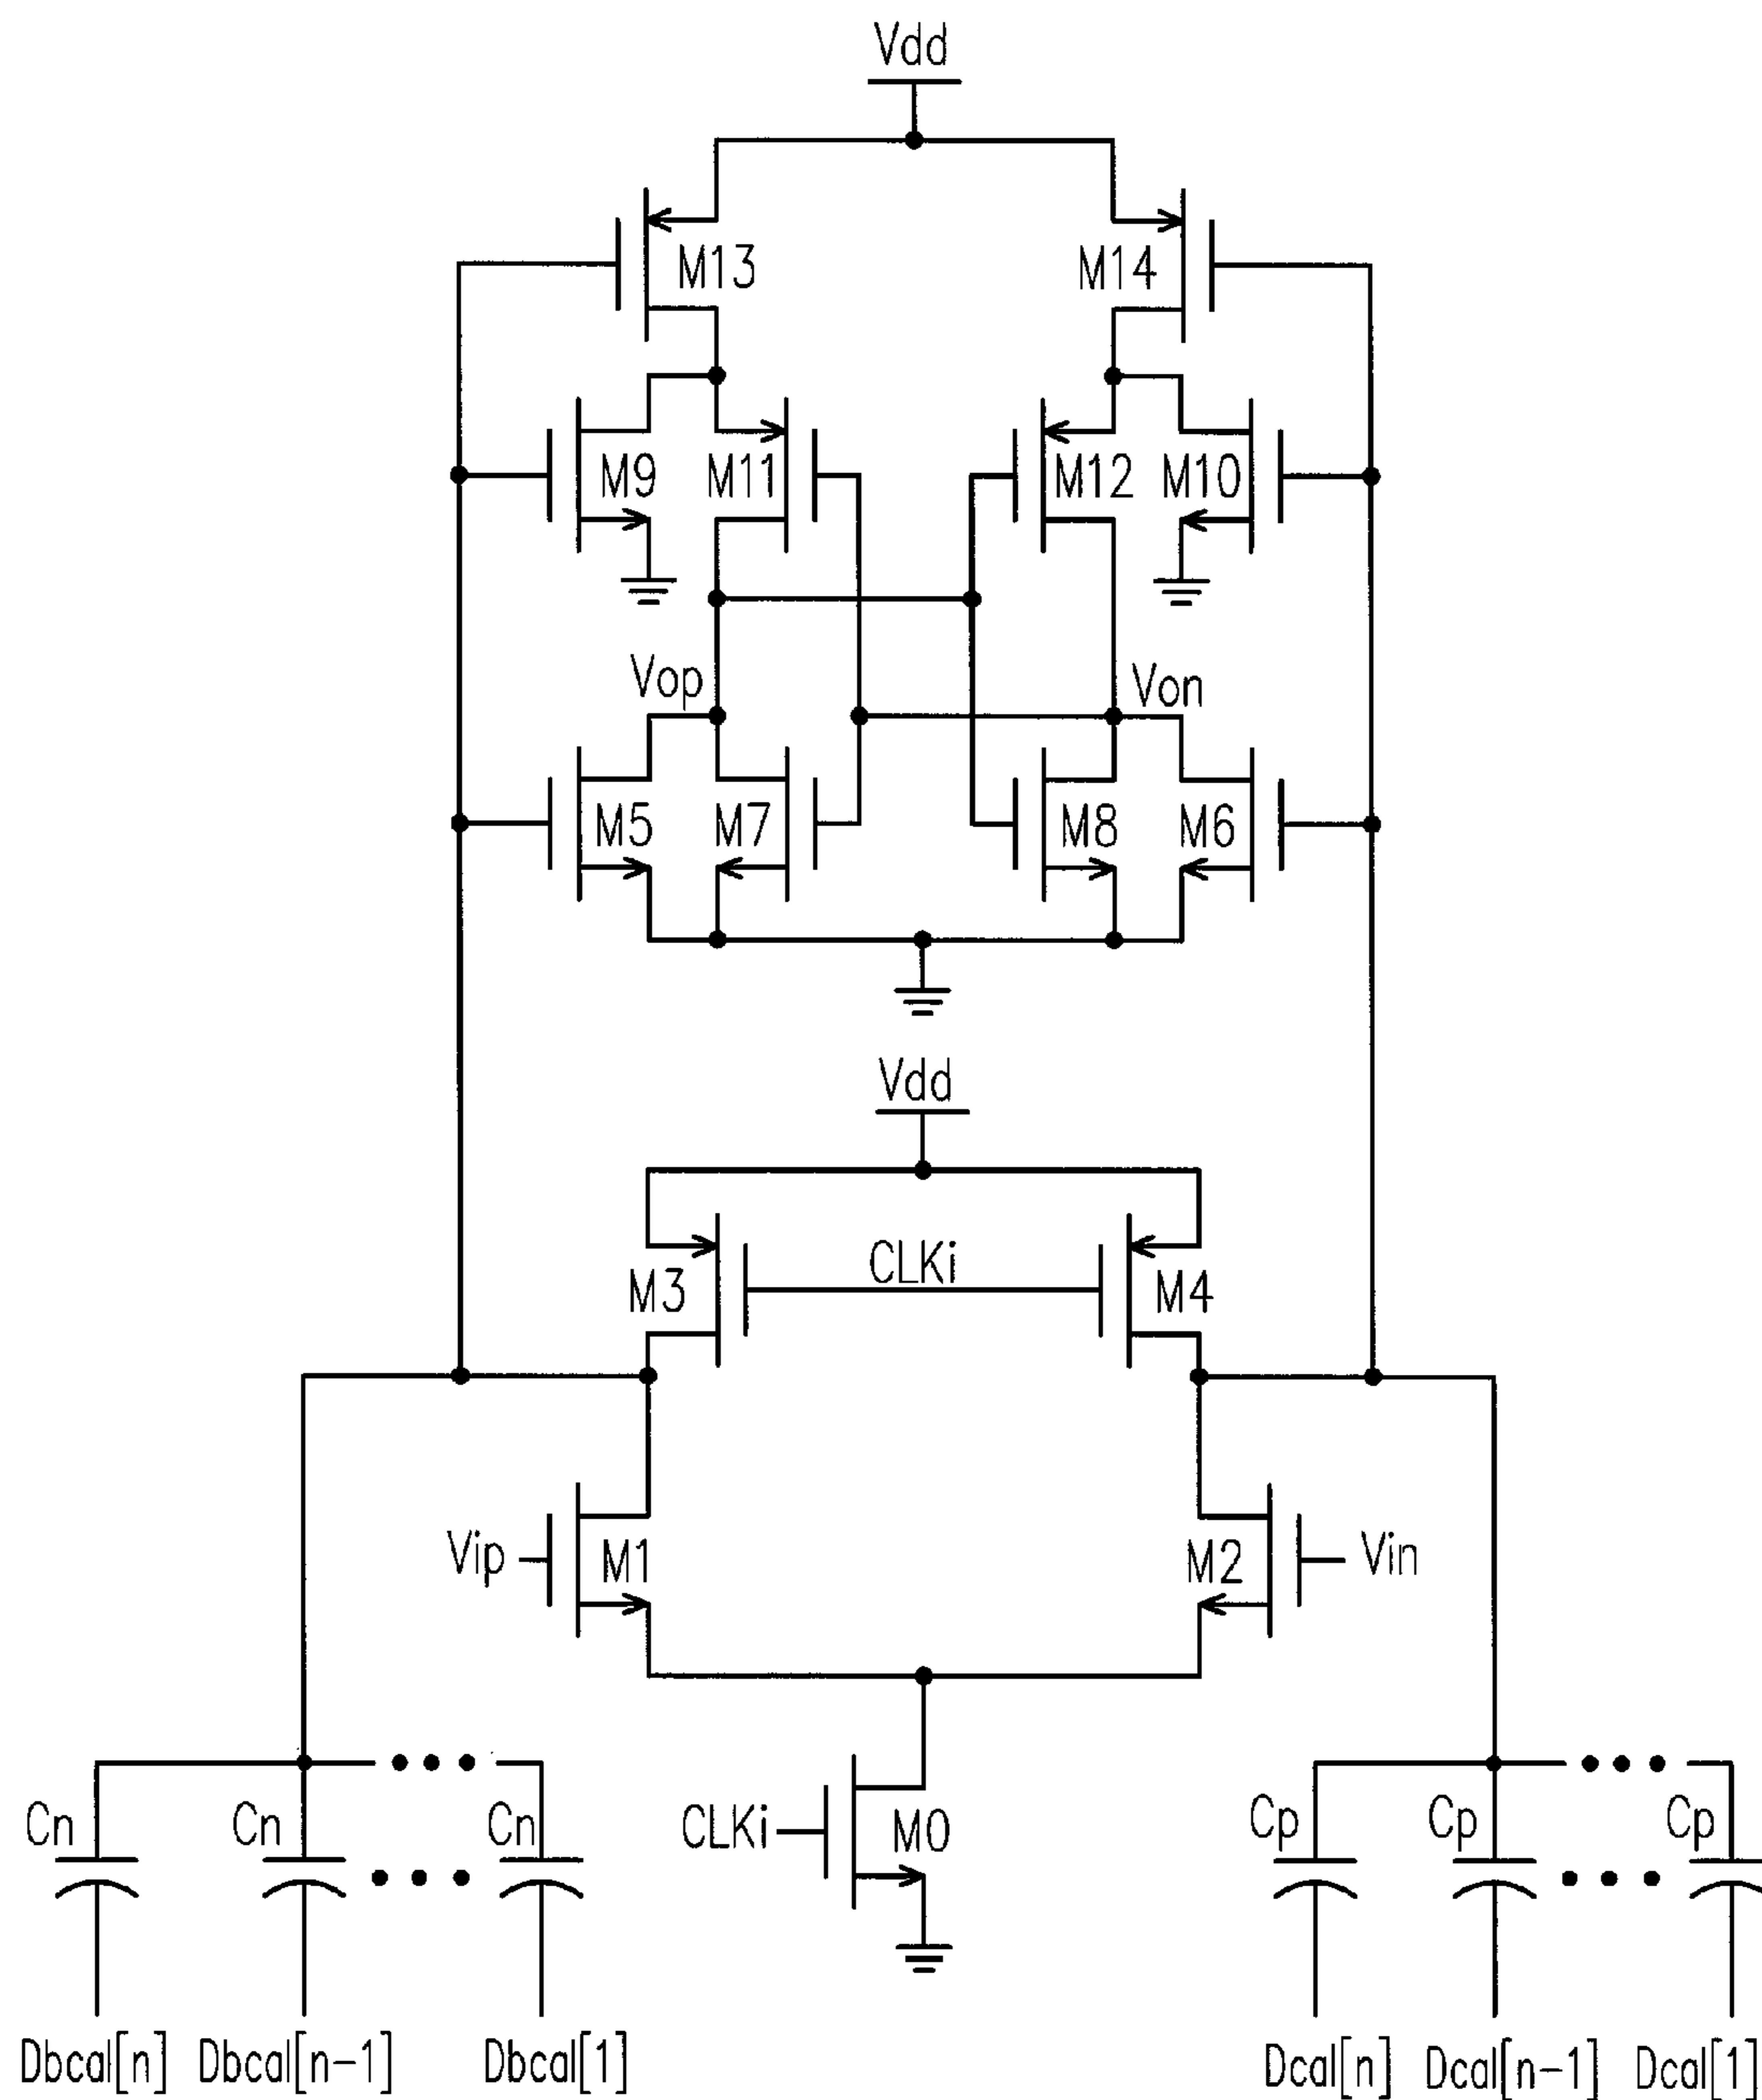 Vdd
M13 M14
M9 M11 M12 M10
Vop Von
M5 M7 M8 M6
Vdd
M3 CLKi M4
Vip M1 M2 Vin
Cn Cn Cn CLKi M0 Cp Cp Cp
Dbcal[n] Dbcal[n-1] Dbcal[1] Dcal[n] Dcal[n-1] Dcal[1]